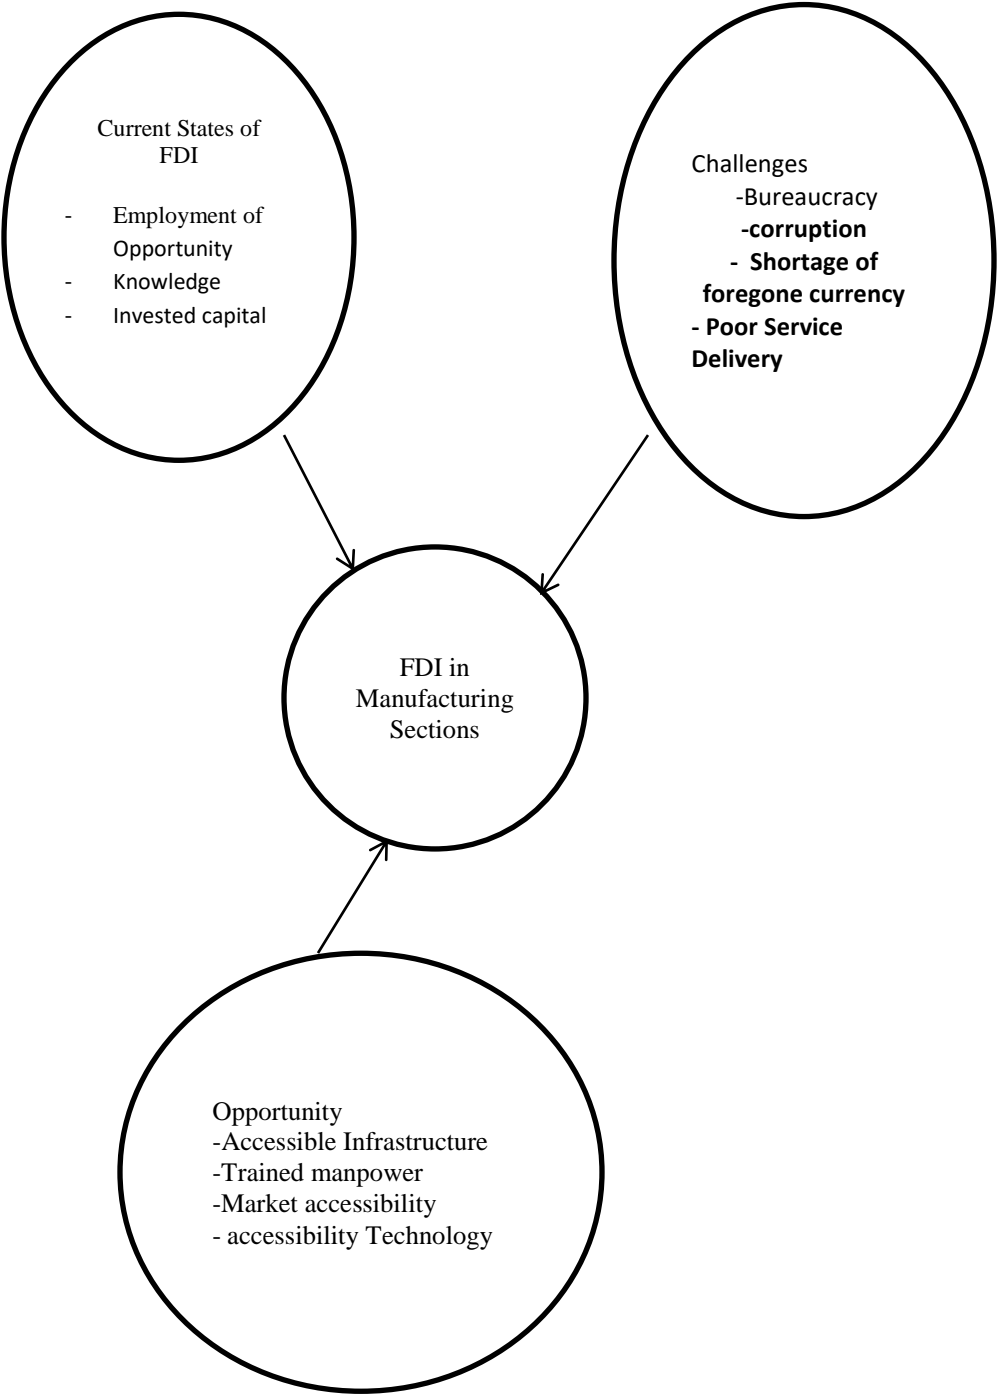 Current States of
FDI
- Employment of
Opportunity
- Knowledge
- Invested capital
Challenges
-Bureaucracy
-corruption
- Shortage of
foregone currency
- Poor Service
Delivery
FDI in
Manufacturing
Sections
Opportunity
-Accessible Infrastructure
-Trained manpower
-Market accessibility
- accessibility Technology